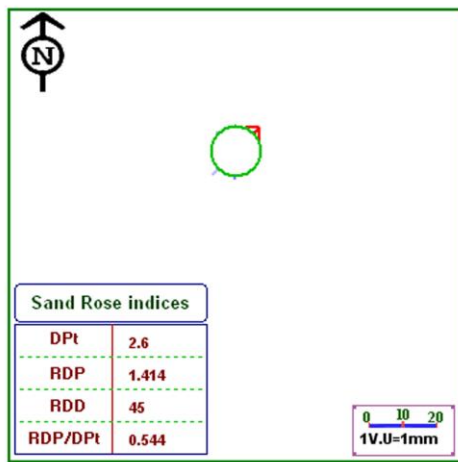 N
Sand Rose indices
DPt 2.6
RDP 1.414
RDD 45
RDP/DPt 0.544
0 10 20
1V.U=1mm